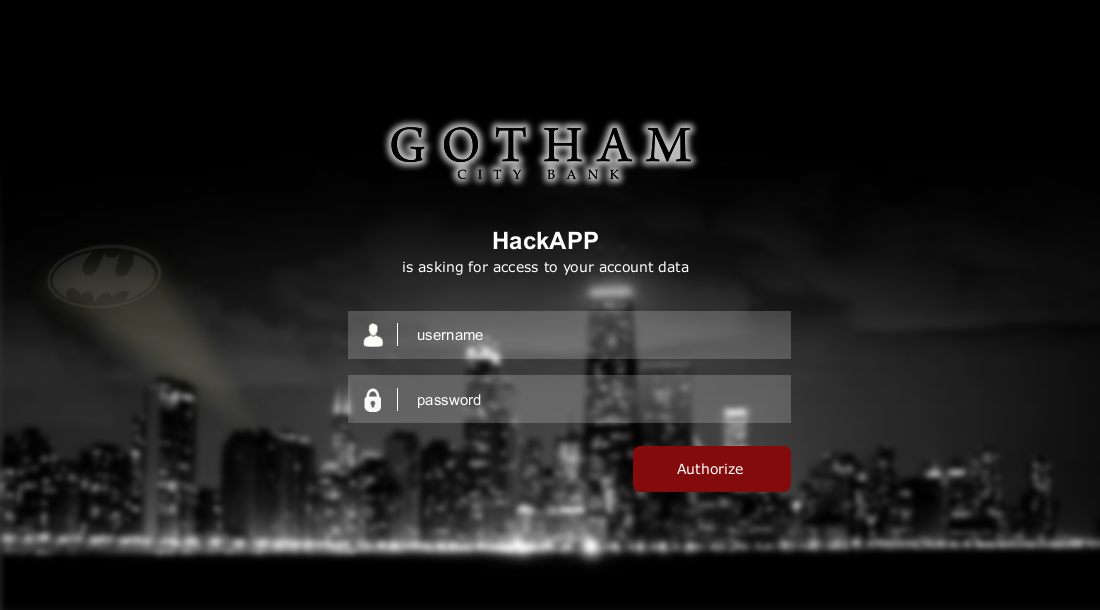 GOTHAM
CITY BANK
HackAPP
is asking for access to your account data
username
password
Authorize